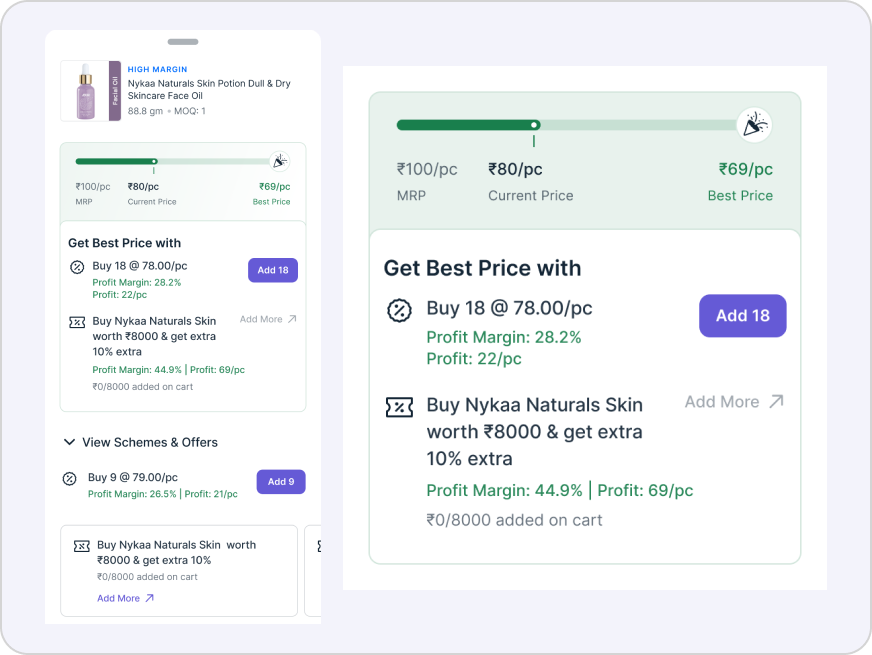 HIGH MARGIN
Nykaa Naturals Skin Potion Dull & Dry
Skincare Face Oil
88.8 gm • MOQ: 1
Facial Oil
₹100/pc ₹80/pc ₹69/pc
MRP Current Price Best Price
Get Best Price with
Buy 18 @ 78.00/pc
Add 18
Profit Margin: 28.2%
Profit: 22/pc
Buy Nykaa Naturals Skin
Add More
worth ₹8000 & get extra
10% extra
Profit Margin: 44.9% | Profit: 69/pc
₹0/8000 added on cart
View Schemes & Offers
Buy 9 @ 79.00/pc
Add 9
Profit Margin: 26.5% | Profit: 21/pc
Buy Nykaa Naturals Skin worth
₹8000 & get extra 10%
₹0/8000 added on cart
Add More
₹100/pc ₹80/pc ₹69/pc
MRP Current Price Best Price
Get Best Price with
Buy 18 @ 78.00/pc
Add 18
Profit Margin: 28.2%
Profit: 22/pc
Buy Nykaa Naturals Skin
Add More
worth ₹8000 & get extra
10% extra
Profit Margin: 44.9% | Profit: 69/pc
₹0/8000 added on cart